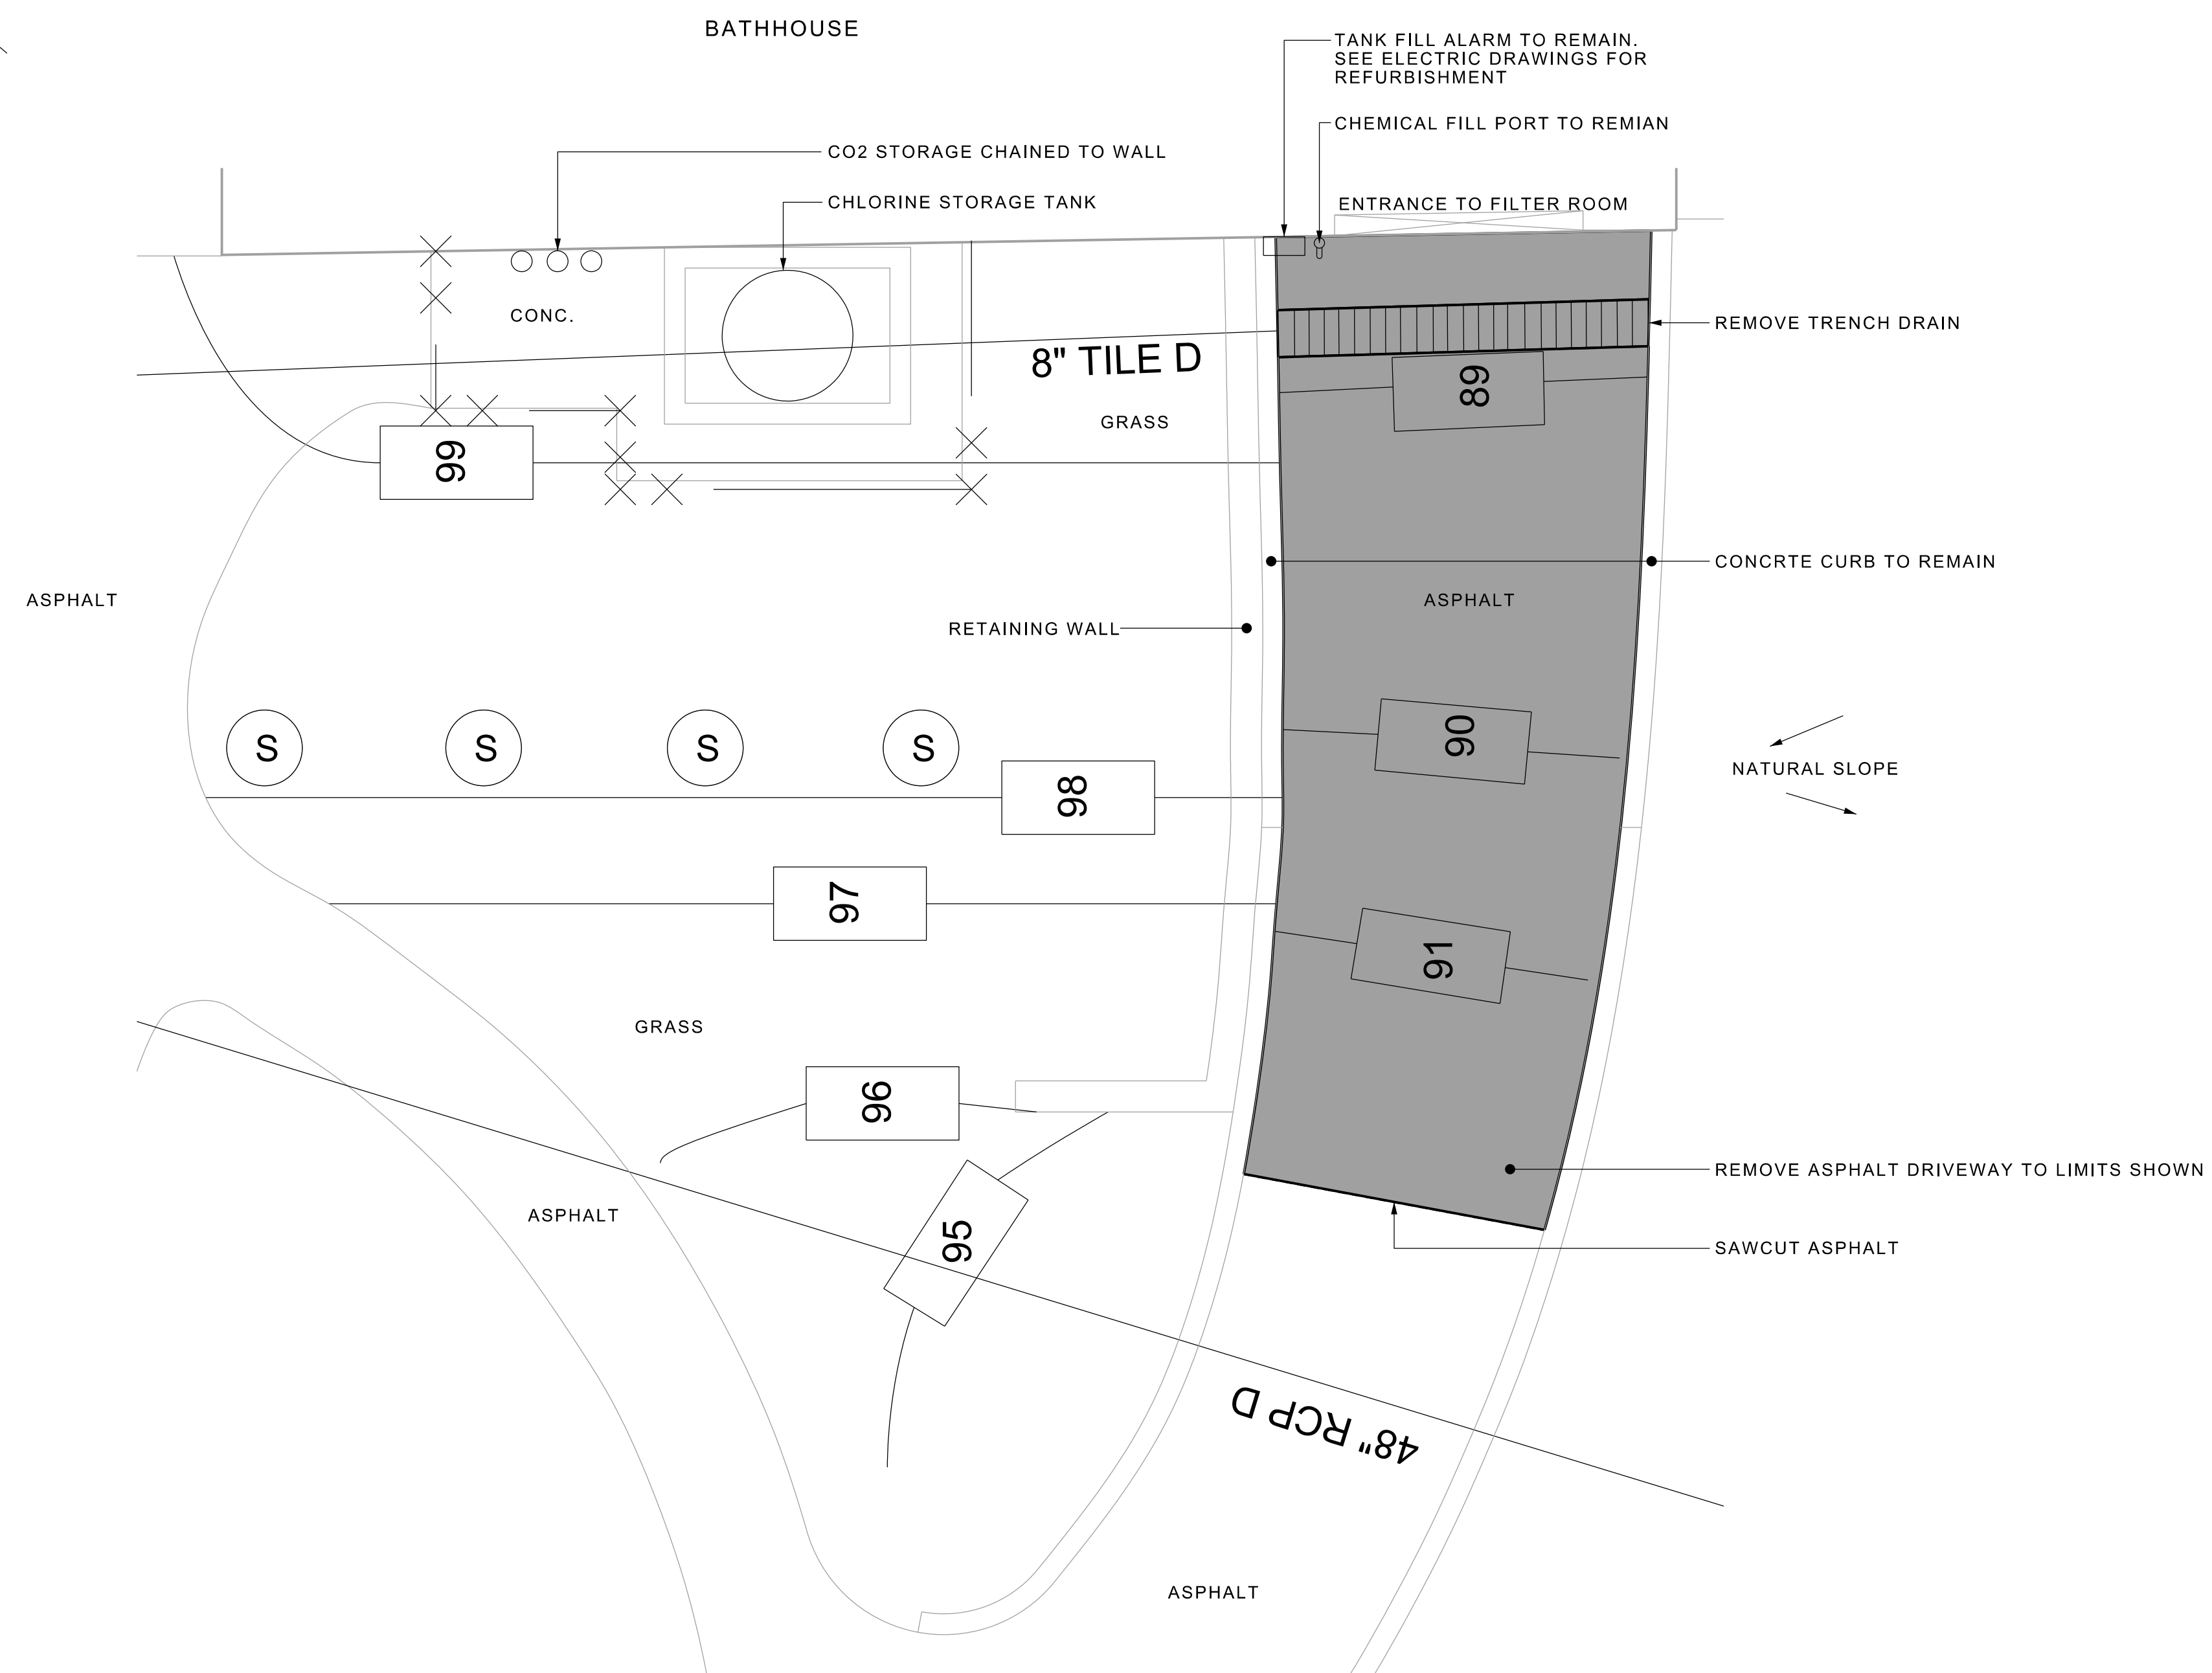 BATHHOUSE
TANK FILL ALARM TO REMAIN.
SEE ELECTRIC DRAWINGS FOR
REFURBISHMENT
CHEMICAL FILL PORT TO REMIAN
CO2 STORAGE CHAINED TO WALL
CHLORINE STORAGE TANK
ENTRANCE TO FILTER ROOM
CONC.
REMOVE TRENCH DRAIN
8" TILE D
89
GRASS
99
CONCRTE CURB TO REMAIN
ASPHALT
ASPHALT
RETAINING WALL
90
S
S
S
S
NATURAL SLOPE
98
97
91
GRASS
96
REMOVE ASPHALT DRIVEWAY TO LIMITS SHOWN
ASPHALT
95
SAWCUT ASPHALT
48" RCP D
ASPHALT